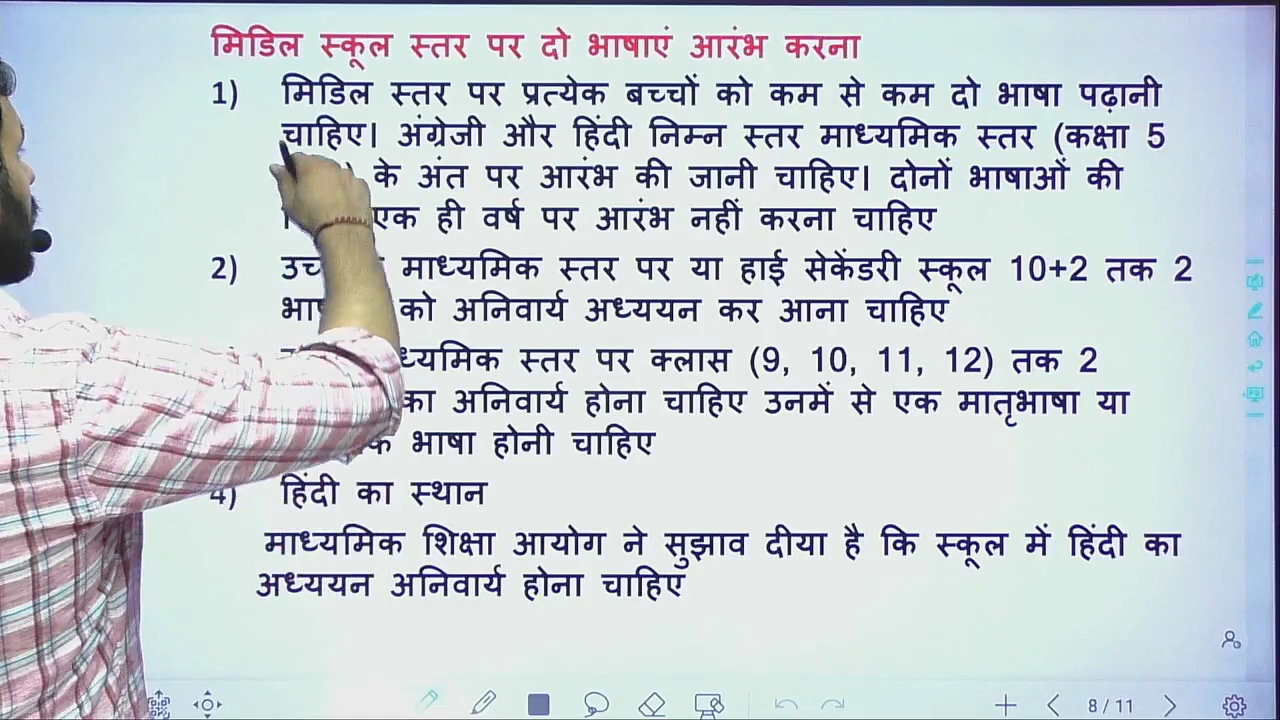 मिडिल स्कूल स्तर पर दो भाषाएं आरंभ करना
1) मिडिल स्तर पर प्रत्येक बच्चों को कम से कम दो भाषा पढ़ानी
चाहिए। अंग्रेजी और हिंदी निम्न स्तर माध्यमिक स्तर (कक्षा 5
के अंत पर आरंभ की जानी चाहिए। दोनों भाषाओं की
एक ही वर्ष पर आरंभ नहीं करना चाहिए
2) माध्यमिक स्तर पर या हाई सेकेंडरी स्कूल 10+2 तक 2
को अनिवार्य अध्ययन कर आना चाहिए
स्तर पर क्लास (9, 10, 11, 12) तक 2
का अनिवार्य होना चाहिए उनमें से एक मातृभाषा या
भाषा होनी चाहिए
4) हिंदी का स्थान
माध्यमिक शिक्षा आयोग ने सुझाव दीया है कि स्कूल में हिंदी का
अध्ययन अनिवार्य होना चाहिए
8/11